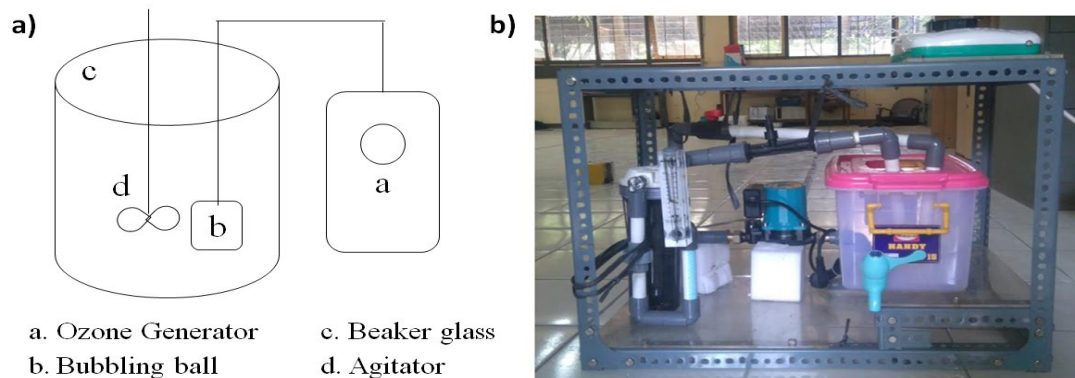 a)
c
d
b
a
a. Ozone Generator
b. Bubbling ball
c. Beaker glass
d. Agitator
b)
HANDY